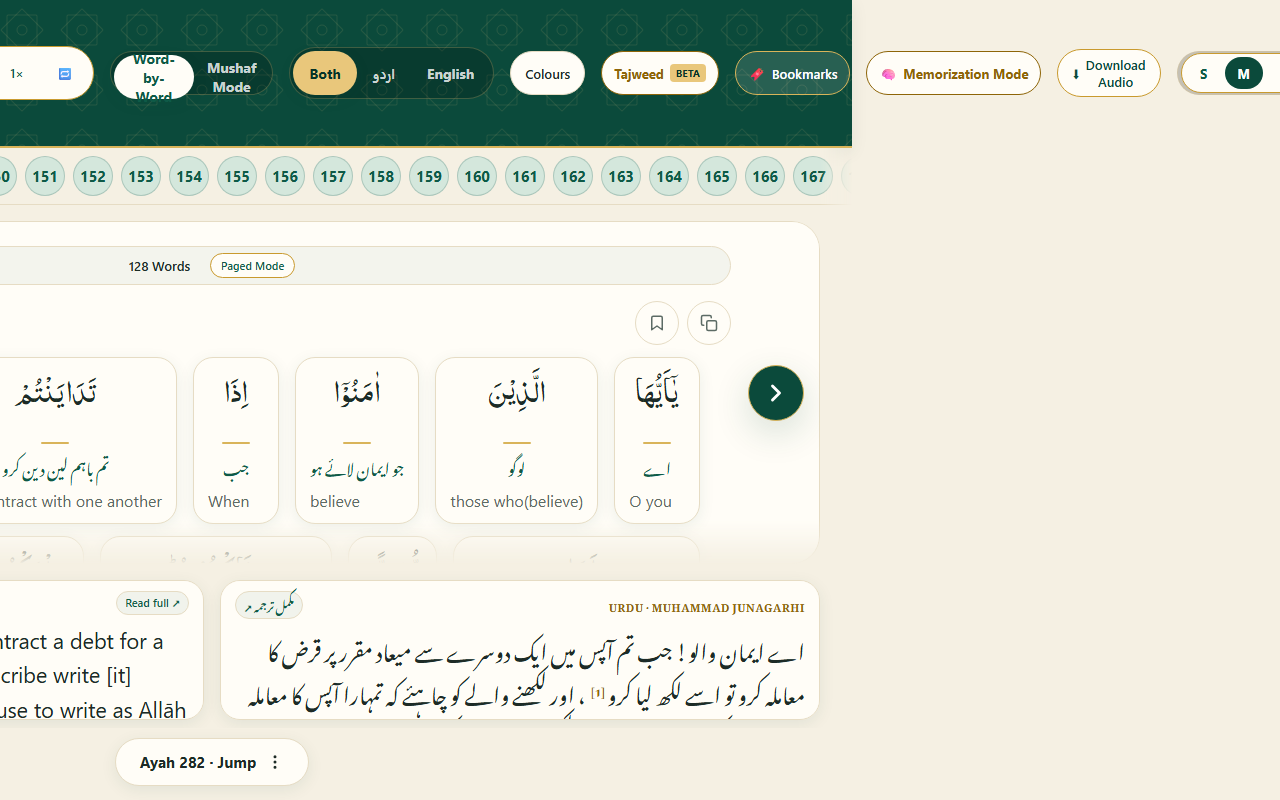 1×
Word-by-Word
Mushaf Mode
Both
اردو
English
Colours
Tajweed BETA
Bookmarks
Memorization Mode
Download Audio
S
M
151 152 153 154 155 156 157 158 159 160 161 162 163 164 165 166 167
128 Words
Paged Mode
يٰۤاَيُّهَا
الَّذِيْنَ
اٰمَنُوْۤا
اِذَا
تَدَايَنْتُمْ
اے
لوگو
جو ایمان لائے ہو
جب
تم باہم لین دین کرو
O you
those who(believe)
believe
When
ntract with one another
Read full ↗
ntract a debt for a
cribe write [it]
use to write as Allāh
مکمل ترجمہ ↗
URDU · MUHAMMAD JUNAGARHI
اے ایمان والو! جب تم آپس میں ایک دوسرے سے میعاد مقرر پر قرض کا
معاملہ کرو تو اسے لکھ لیا کرو [1] ، اور لکھنے والے کو چاہئے کہ تمہارا آپس کا معاملہ
Ayah 282 · Jump